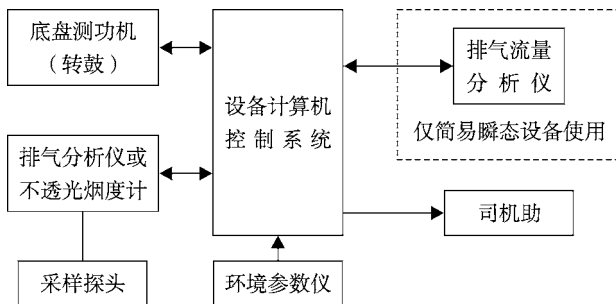 底盘测功机
（转鼓）
排气分析仪或
不透光烟度计
采样探头
设备计算机
控制系统
环境参数仪
排气流量
分析仪
仅简易瞬态设备使用
司机助